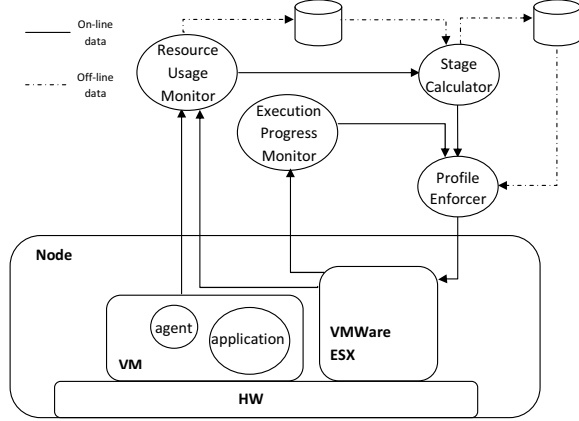 On-line
data
Off-line
data
Resource
Usage
Monitor
Stage
Calculator
Execution
Progress
Monitor
Profile
Enforcer
Node
agent
application
VM
VMWare
ESX
HW